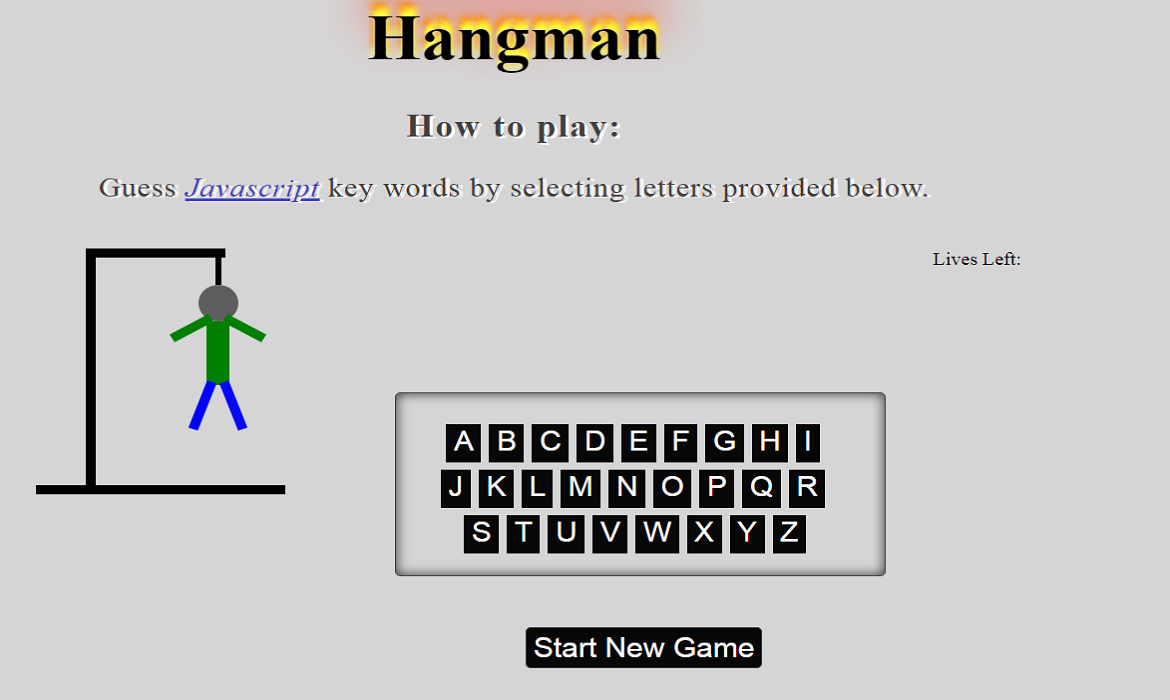 Hangman
How to play:
Guess Javascript key words by selecting letters provided below.
Lives Left:
A B C D E F G H I
J K L M N O P Q R
S T U V W X Y Z
Start New Game